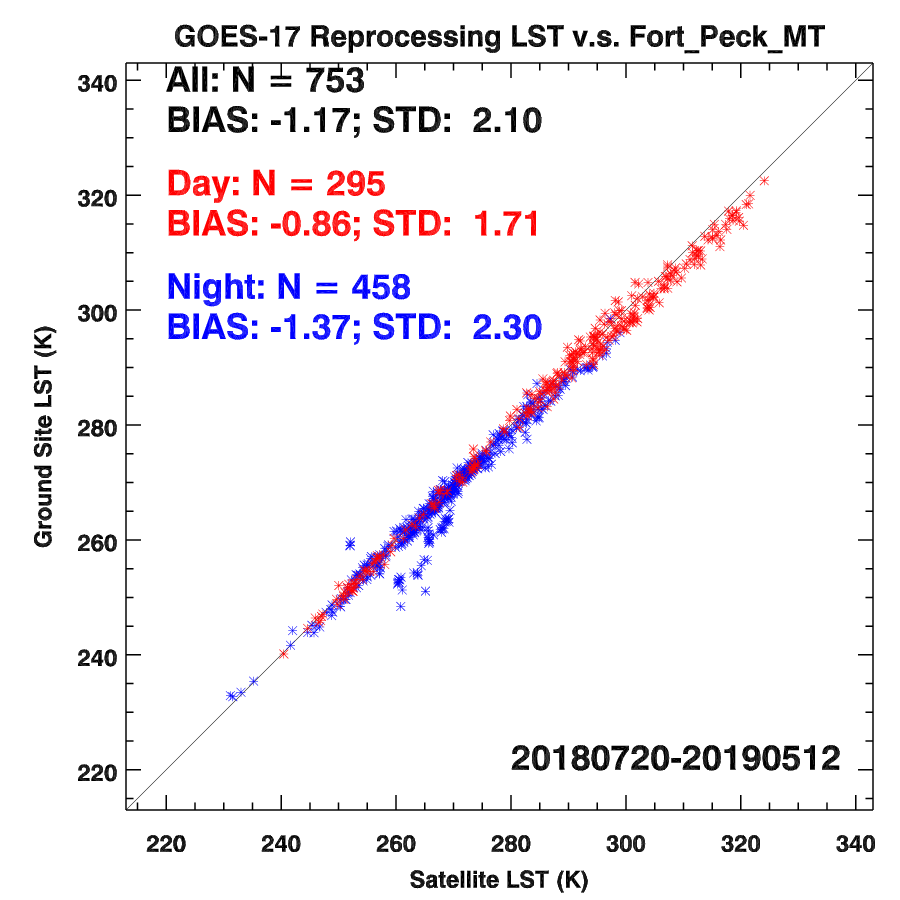 GOES-17 Reprocessing LST v.s. Fort_Peck_MT
All: N = 753
BIAS: -1.17; STD: 2.10
Day: N = 295
BIAS: -0.86; STD: 1.71
Night: N = 458
BIAS: -1.37; STD: 2.30
340
320
300
280
260
240
220
Ground Site LST (K)
20180720-20190512
220 240 260 280 300 320 340
Satellite LST (K)